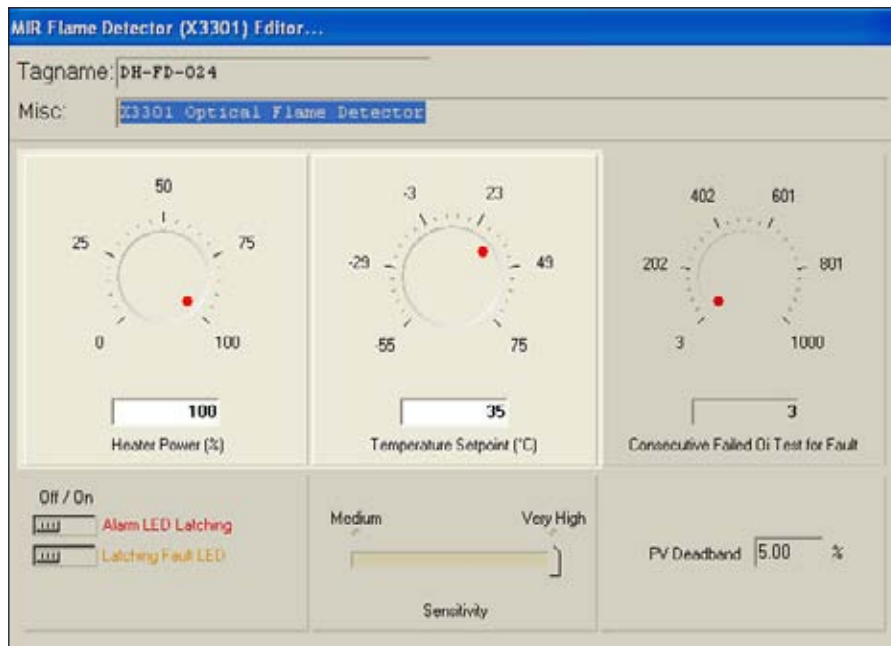 MIR Flame Detector (X3301) Editor...
Tagname: DH-FD-024
Misc: X3301 Optical Flame Detector
50
25 75
0 100
100
Heater Power (%)
-3 23
-29 49
-55 75
35
Temperature Setpoint (°C)
402 601
202 801
3 1000
3
Consecutive Failed Oi Test for Fault
Off / On
Alarm LED Latching
Latching Fault LED
Medium Very High
Sensitivity
PV Deadband 5.00 %